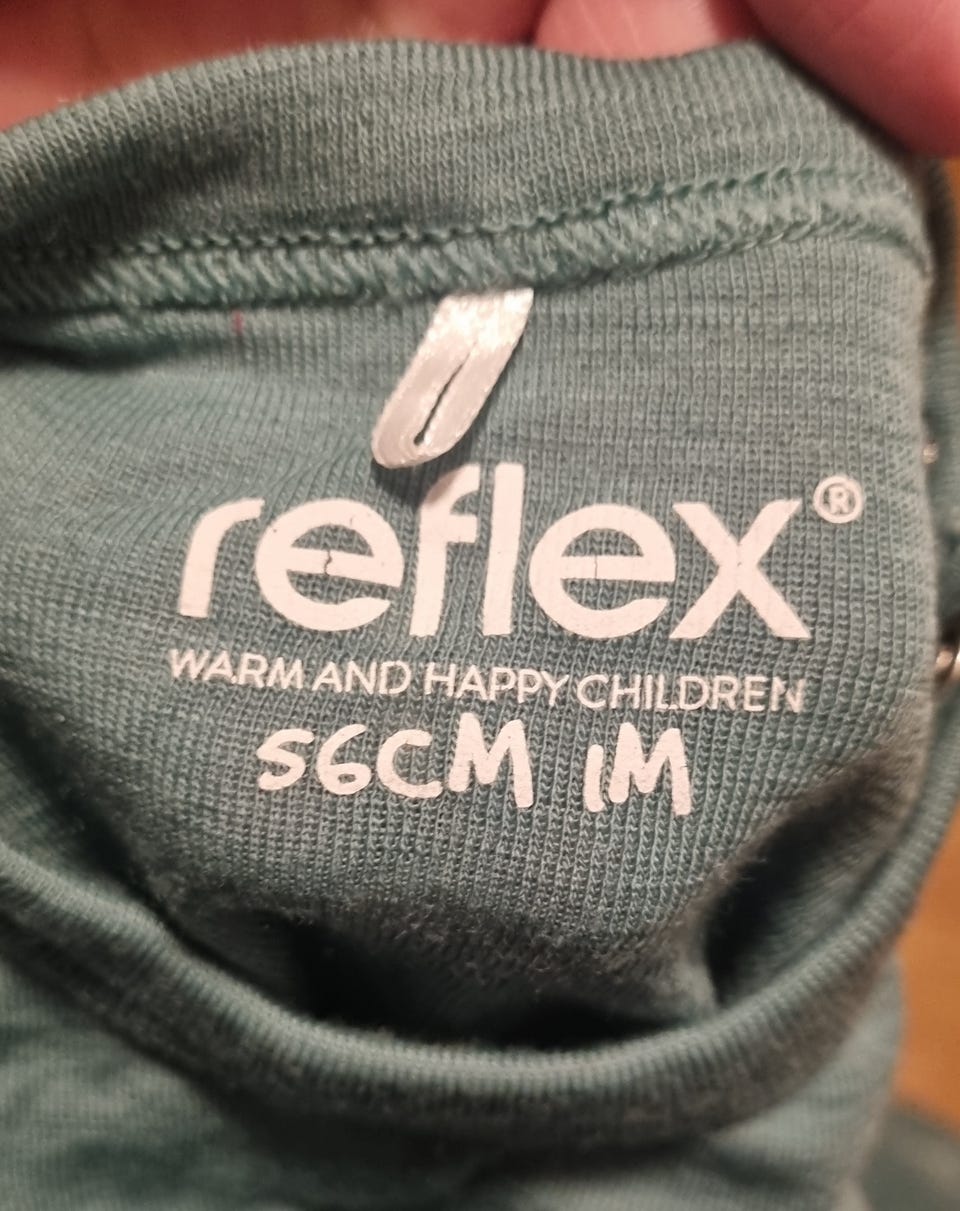 reflex®
WARM AND HAPPY CHILDREN
56CM 1M